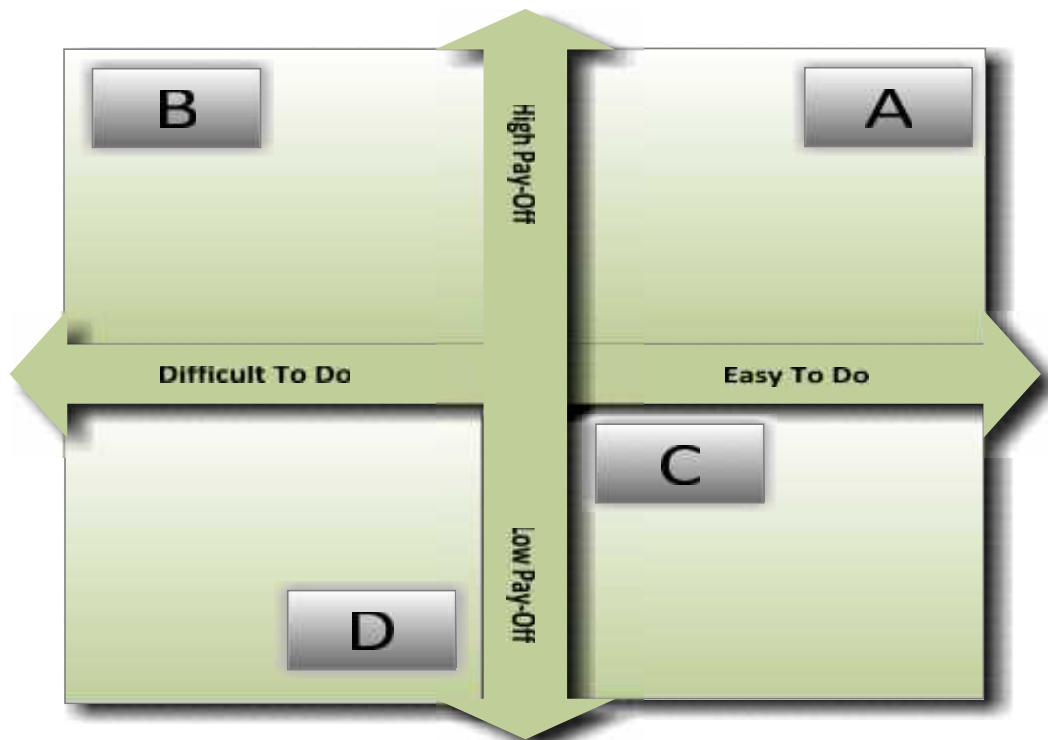 B
A
High Pay-Off
Difficult To Do
Easy To Do
C
Low Pay-Off
D